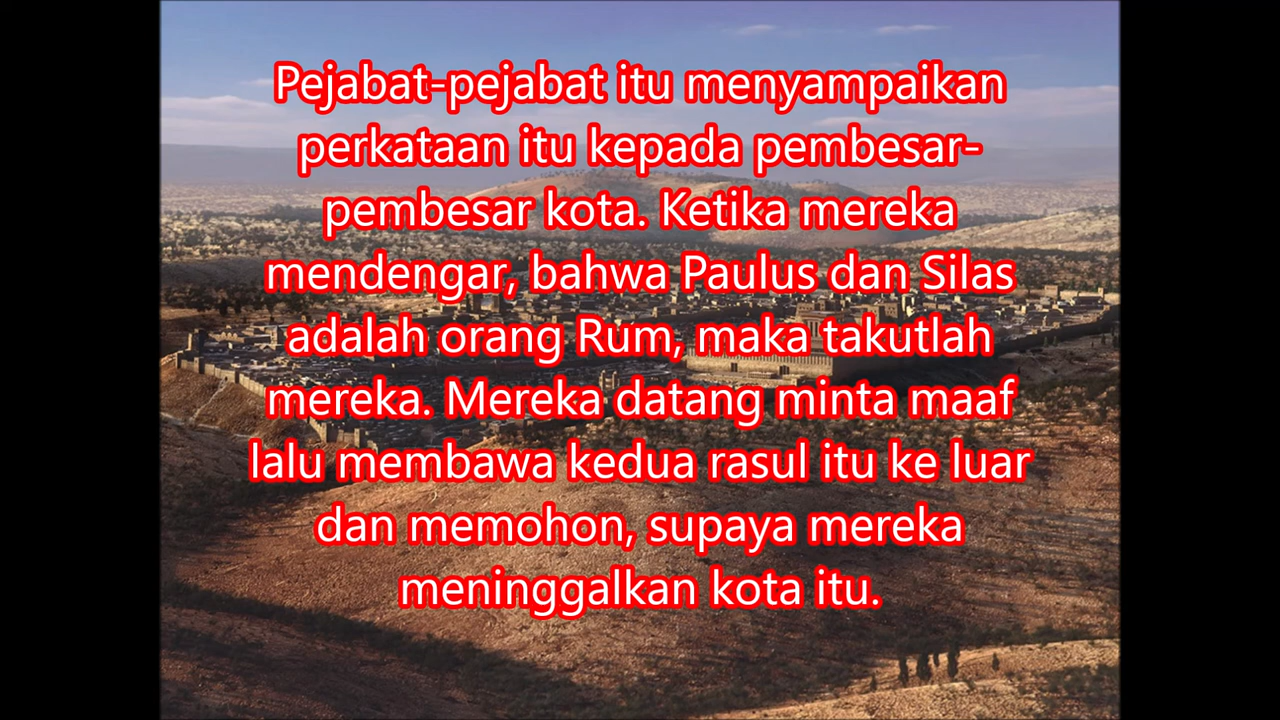 Pejabat-pejabat itu menyampaikan
perkataan itu kepada pembesar-
pembesar kota. Ketika mereka
mendengar, bahwa Paulus dan Silas
adalah orang Rum, maka takutlah
mereka. Mereka datang minta maaf
lalu membawa kedua rasul itu ke luar
dan memohon, supaya mereka
meninggalkan kota itu.